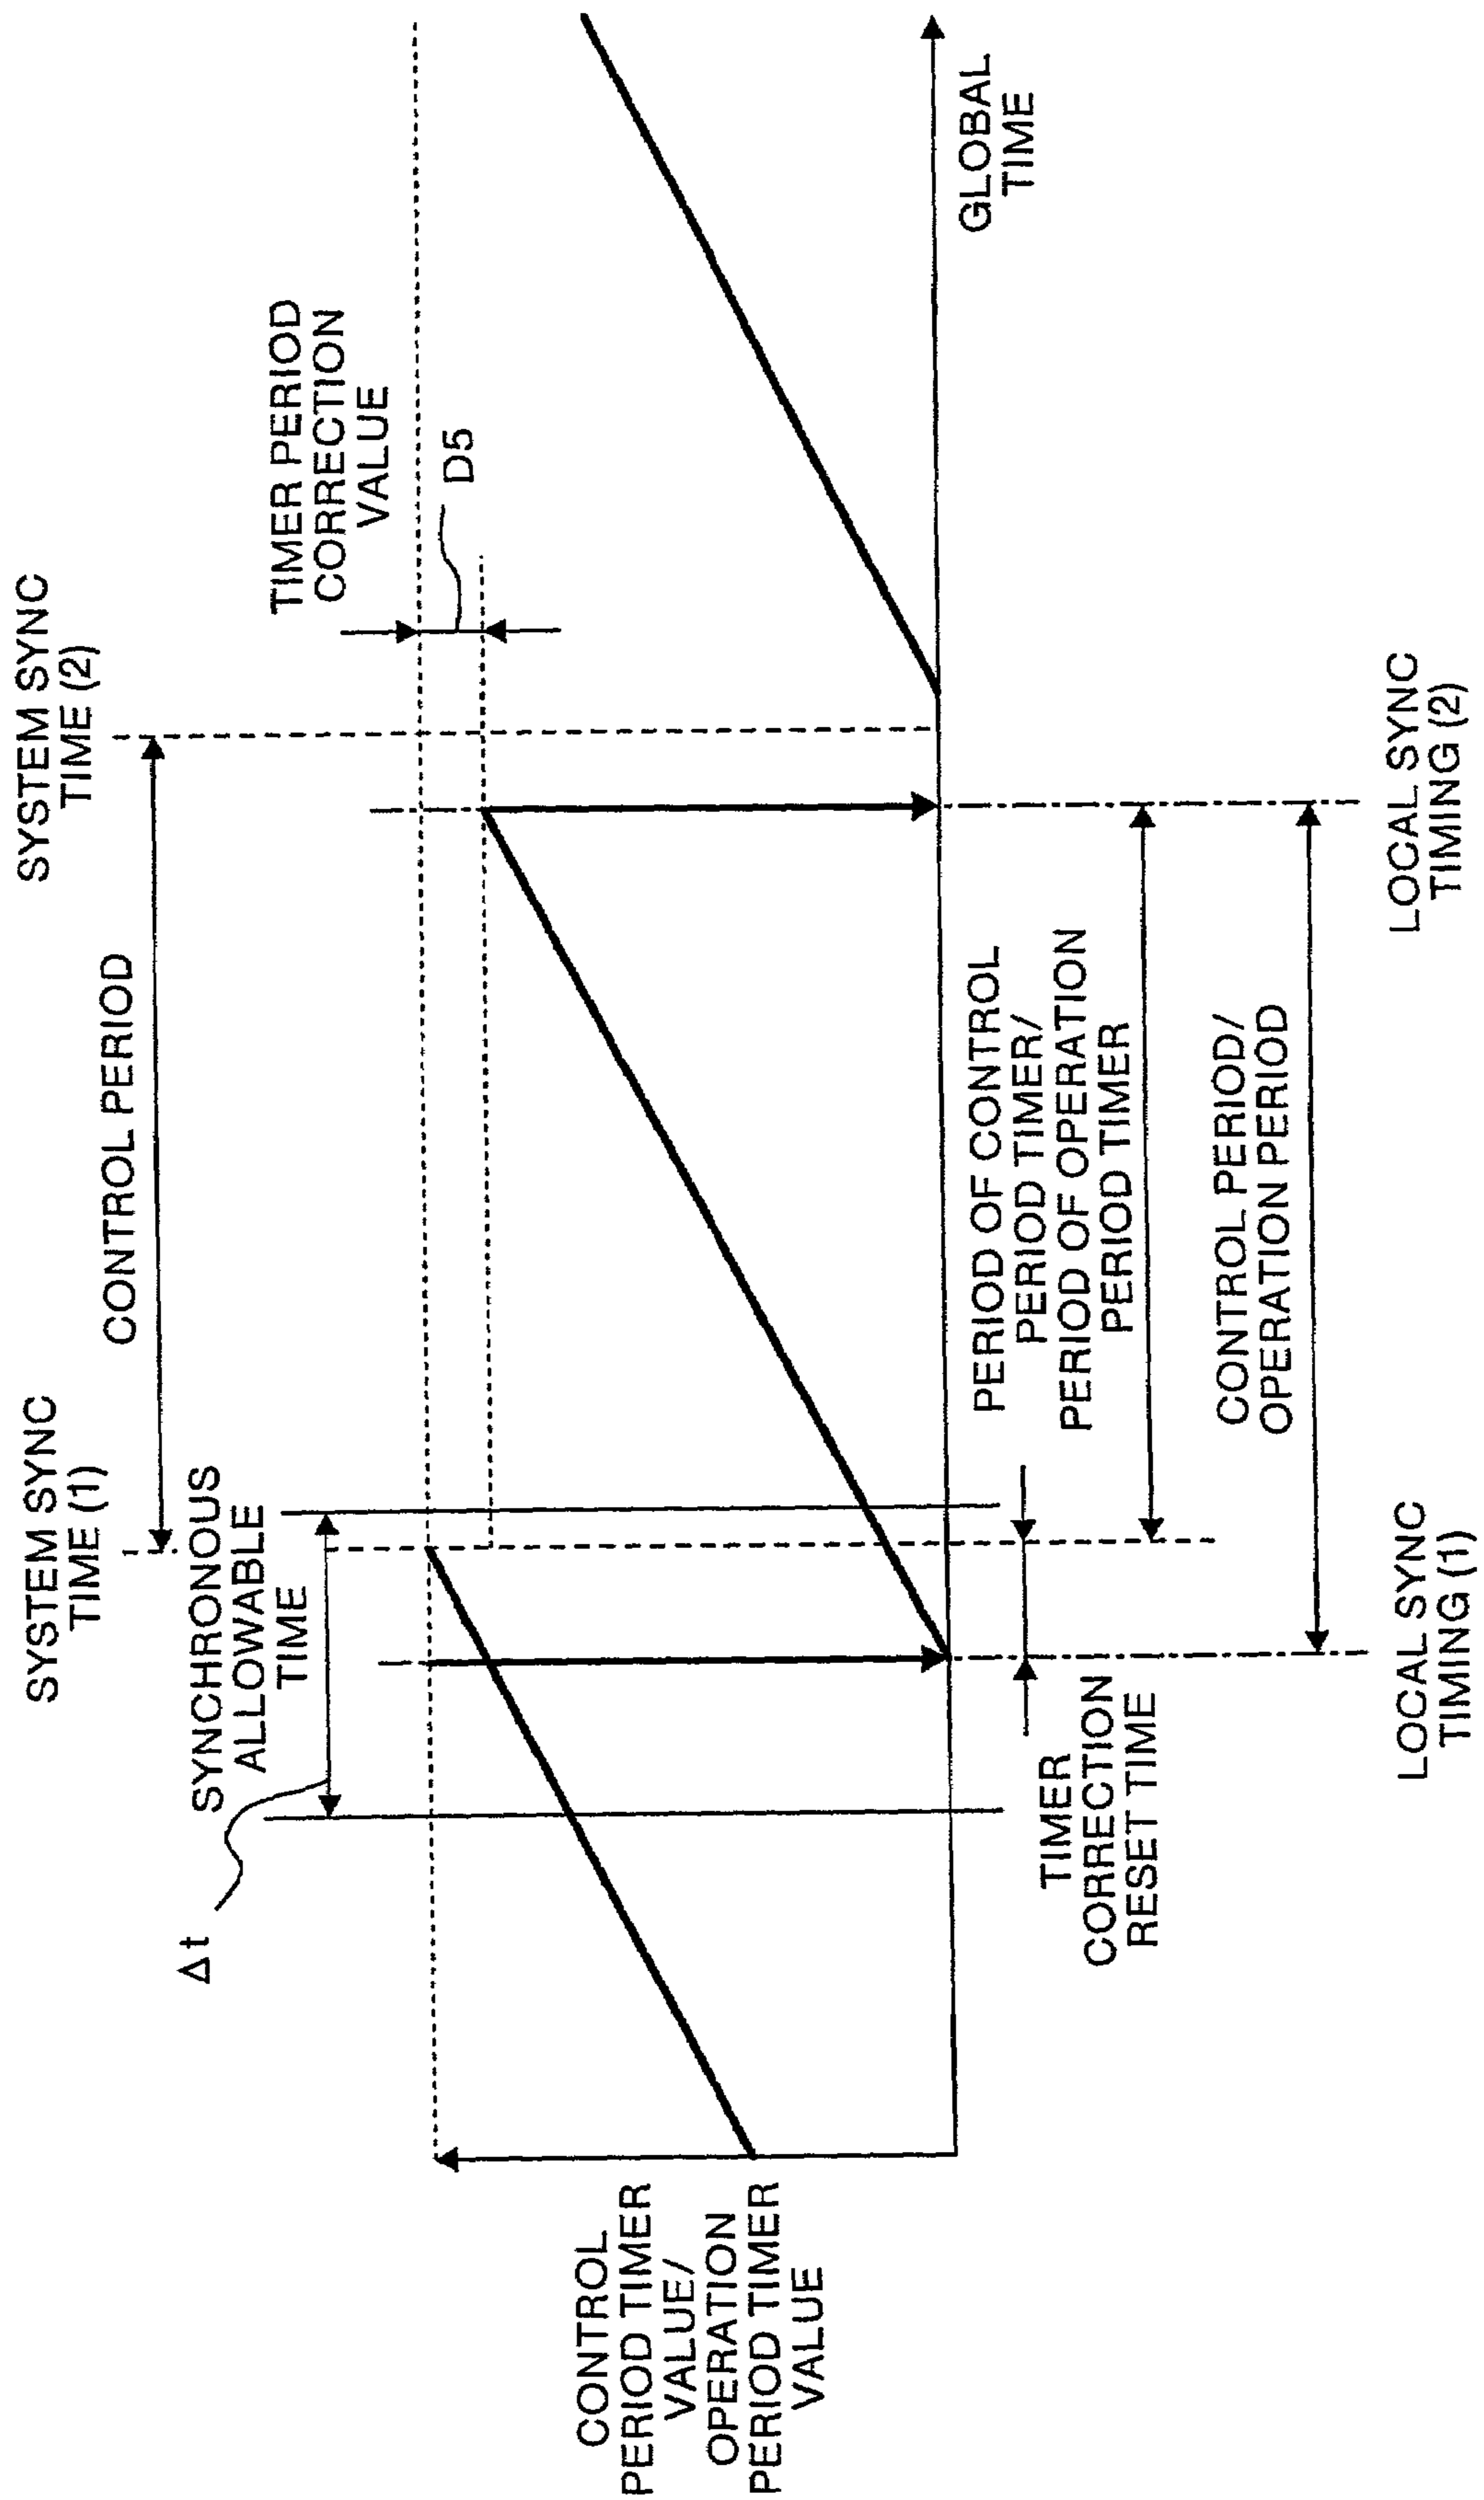 SYSTEM SYNC
TIME (1)
CONTROL PERIOD
SYSTEM SYNC
TIME (2)
Δt
SYNCHRONOUS
ALLOWABLE
TIME
TIMER PERIOD
CORRECTION
VALUE
D5
CONTROL
PERIOD TIMER
VALUE/
OPERATION
PERIOD TIMER
VALUE
GLOBAL
TIME
TIMER
CORRECTION
RESET TIME
PERIOD OF CONTROL
PERIOD TIMER/
PERIOD OF OPERATION
PERIOD TIMER
CONTROL PERIOD/
OPERATION PERIOD
LOCAL SYNC
TIMING (1)
LOCAL SYNC
TIMING (2)